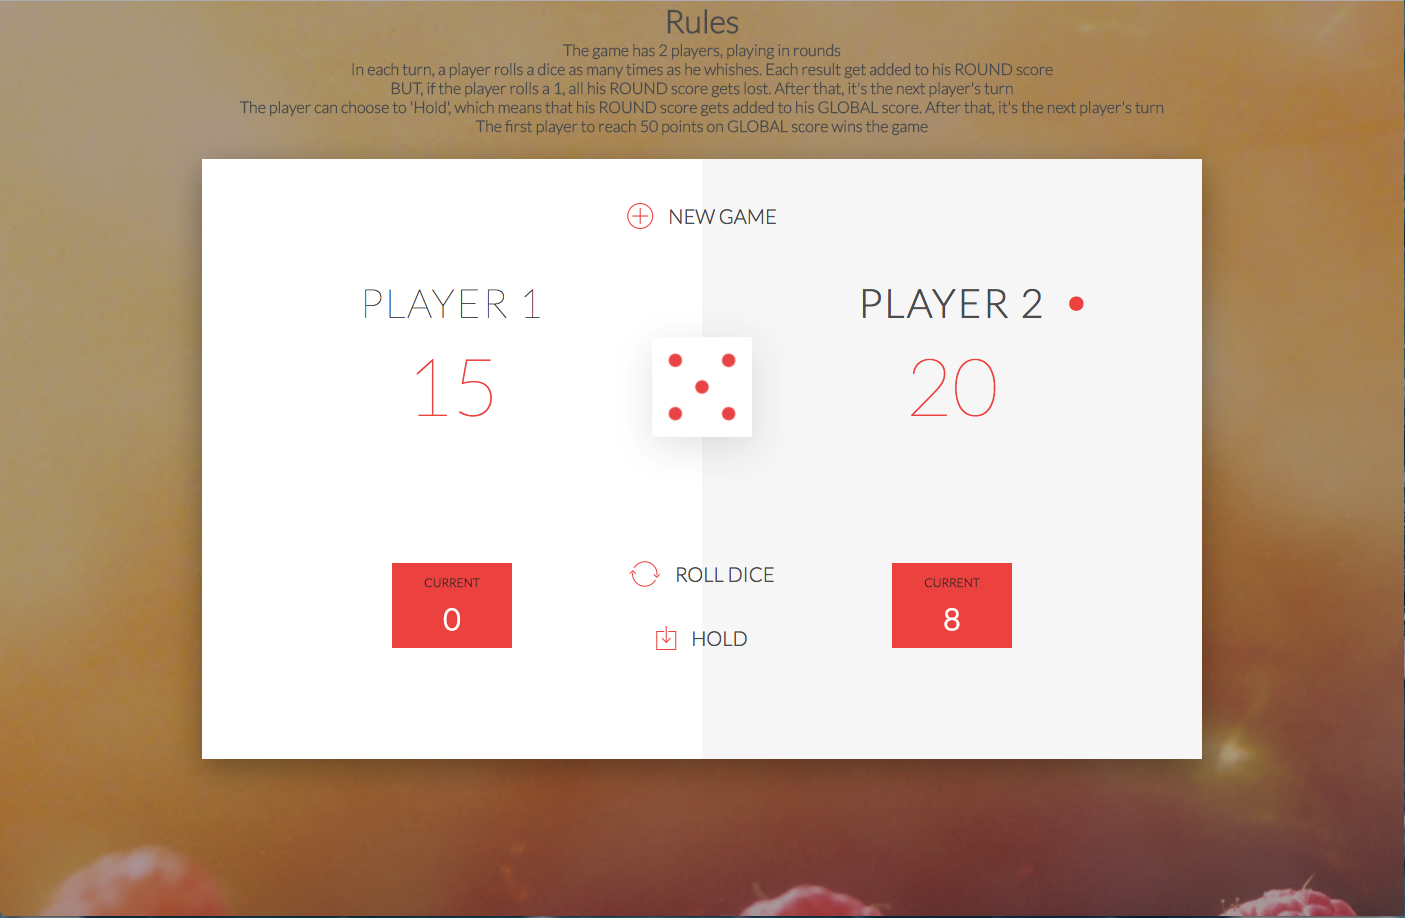 Rules
The game has 2 players, playing in rounds
In each turn, a player rolls a dice as many times as he whishes. Each result get added to his ROUND score
BUT, if the player rolls a 1, all his ROUND score gets lost. After that, it's the next player's turn
The player can choose to 'Hold', which means that his ROUND score gets added to his GLOBAL score. After that, it's the next player's turn
The first player to reach 50 points on GLOBAL score wins the game
NEW GAME
PLAYER 1
15
PLAYER 2
20
ROLL DICE
HOLD
CURRENT
0
CURRENT
8